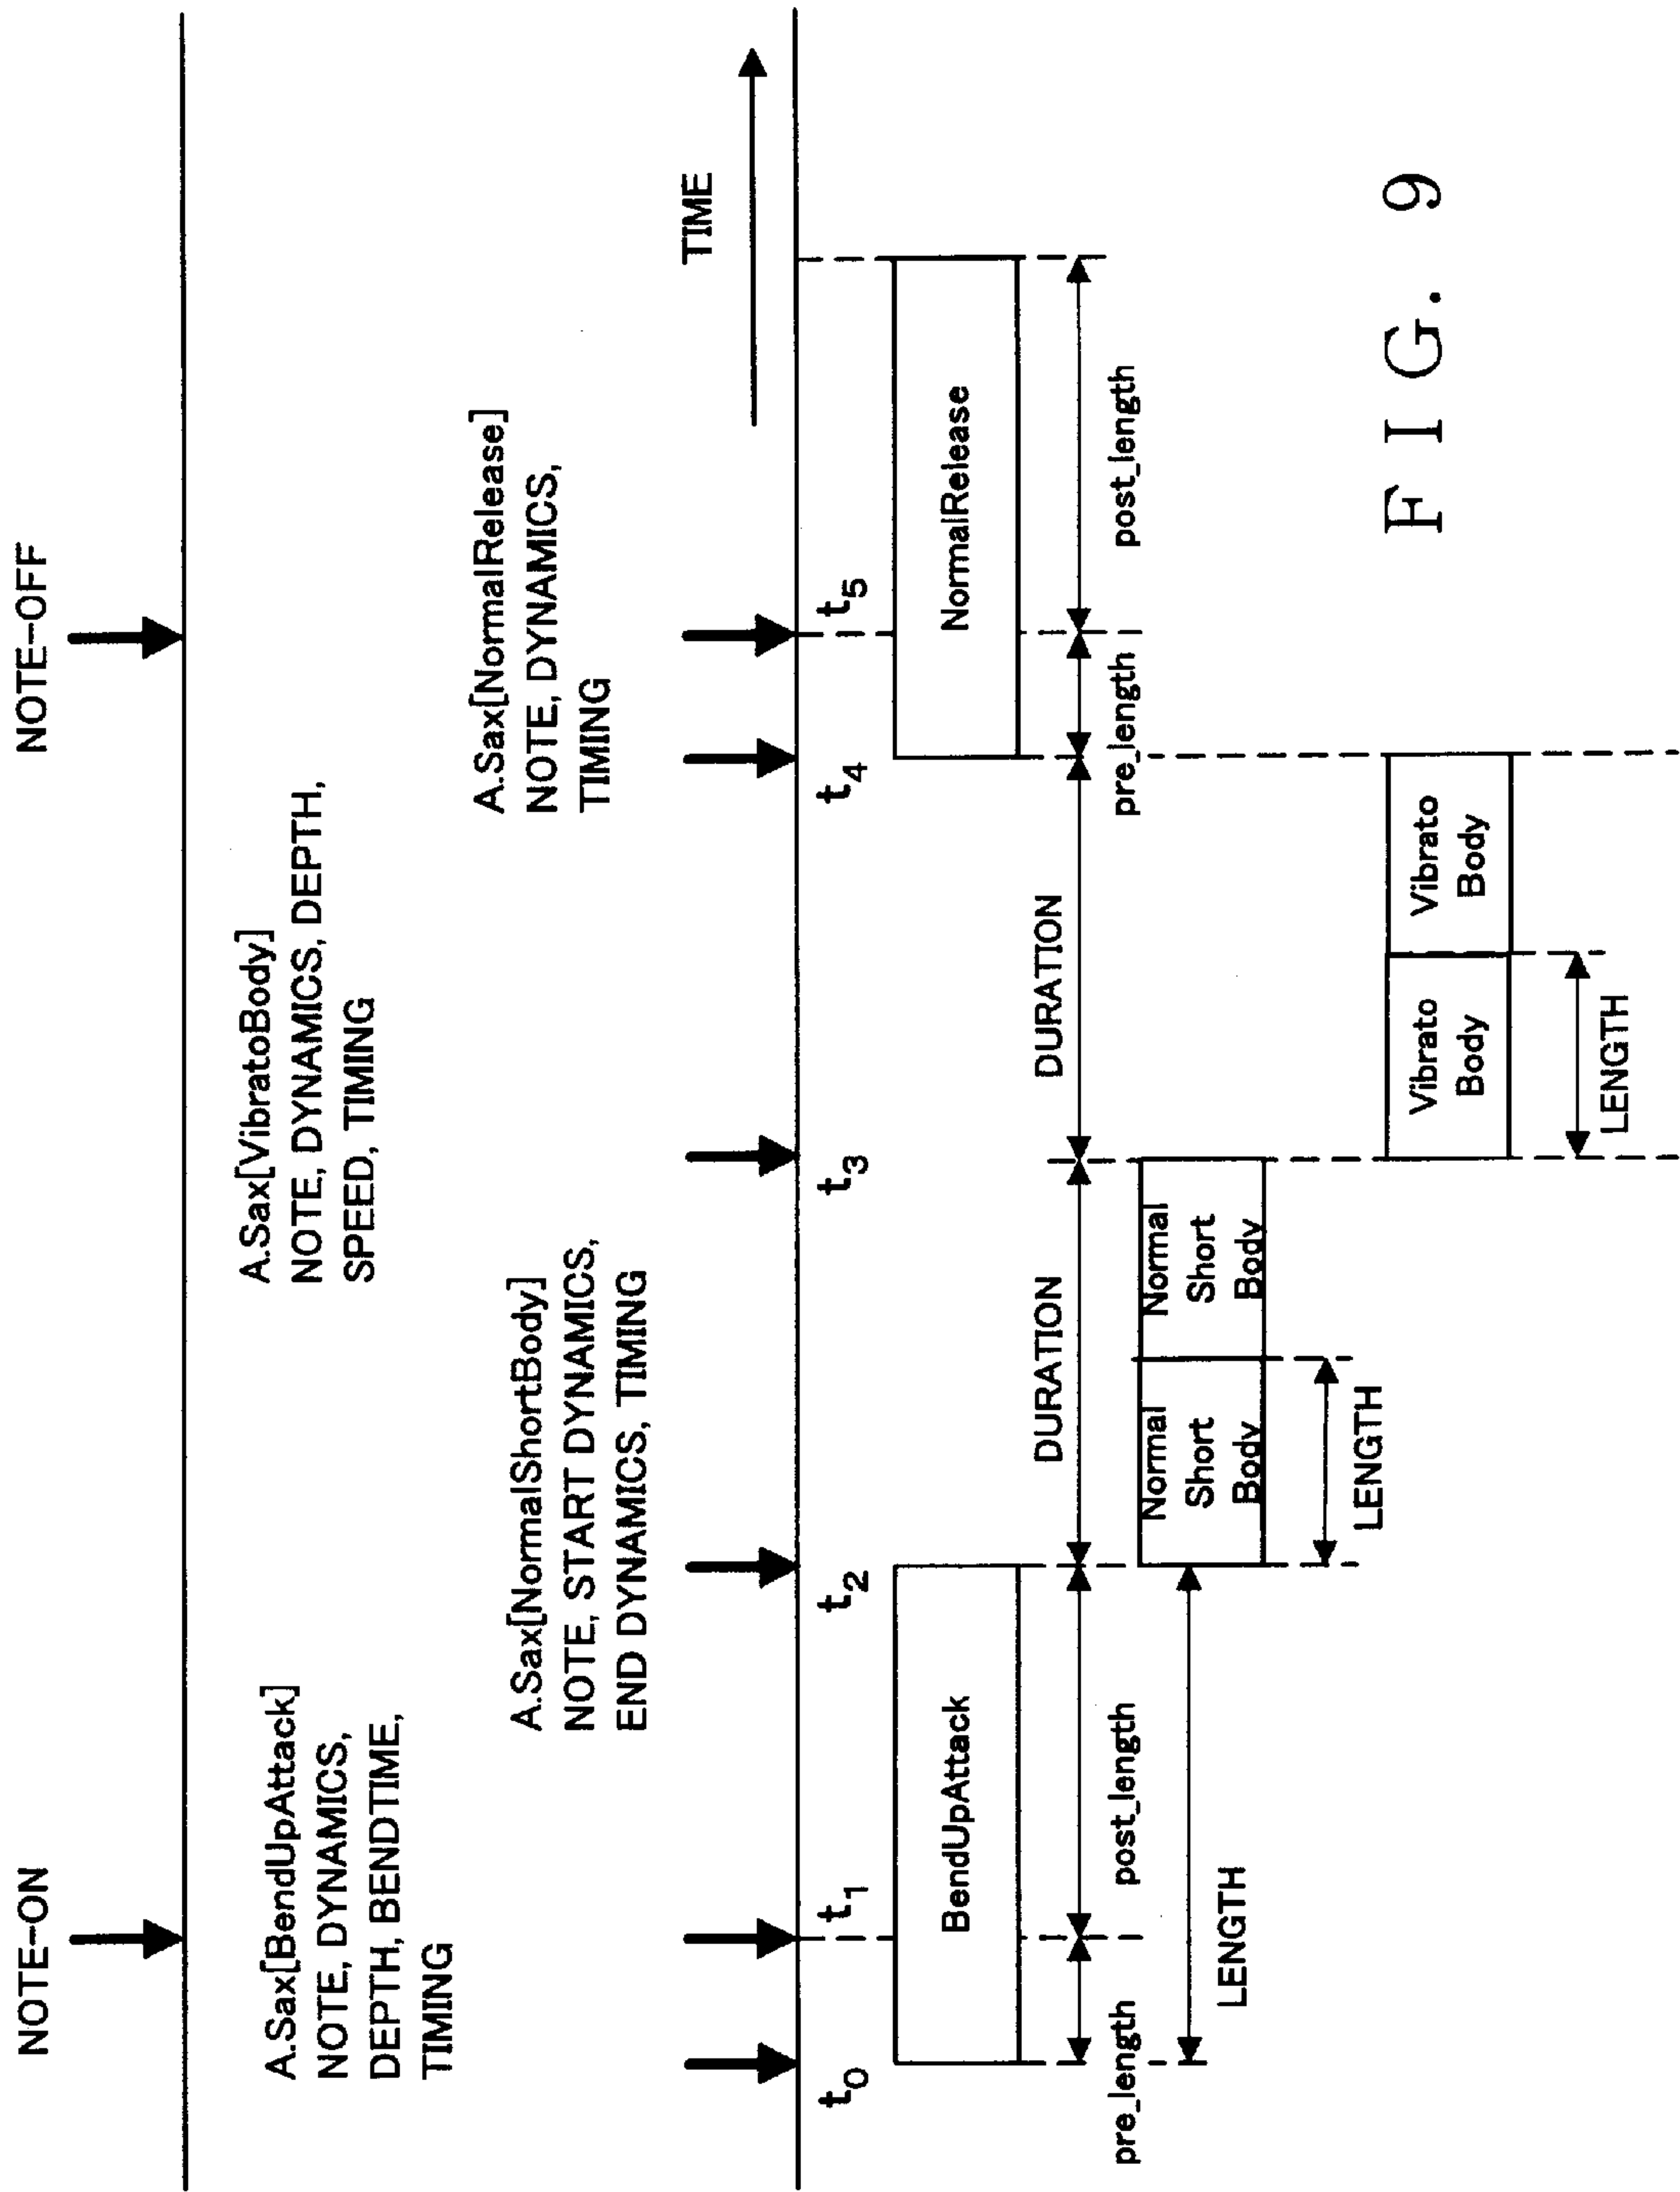 NOTE-ON
NOTE-OFF
A.Sax[BendUpAttack]
NOTE, DYNAMICS,
DEPTH, BENDTIME,
TIMING
A.Sax[VibratoBody]
NOTE, DYNAMICS, DEPTH,
SPEED, TIMING
A.Sax[NormalShortBody]
NOTE, START DYNAMICS,
END DYNAMICS, TIMING
A.Sax[NormalRelease]
NOTE, DYNAMICS,
TIMING
TIME
t0
t1
t2
t3
t4
t5
BendUpAttack
NormalRelease
DURATION
DURATION
pre_length
post_length
pre_length
post_length
LENGTH
Normal
Short
Body
Normal
Short
Body
LENGTH
Vibrato
Body
Vibrato
Body
LENGTH
FIG. 9